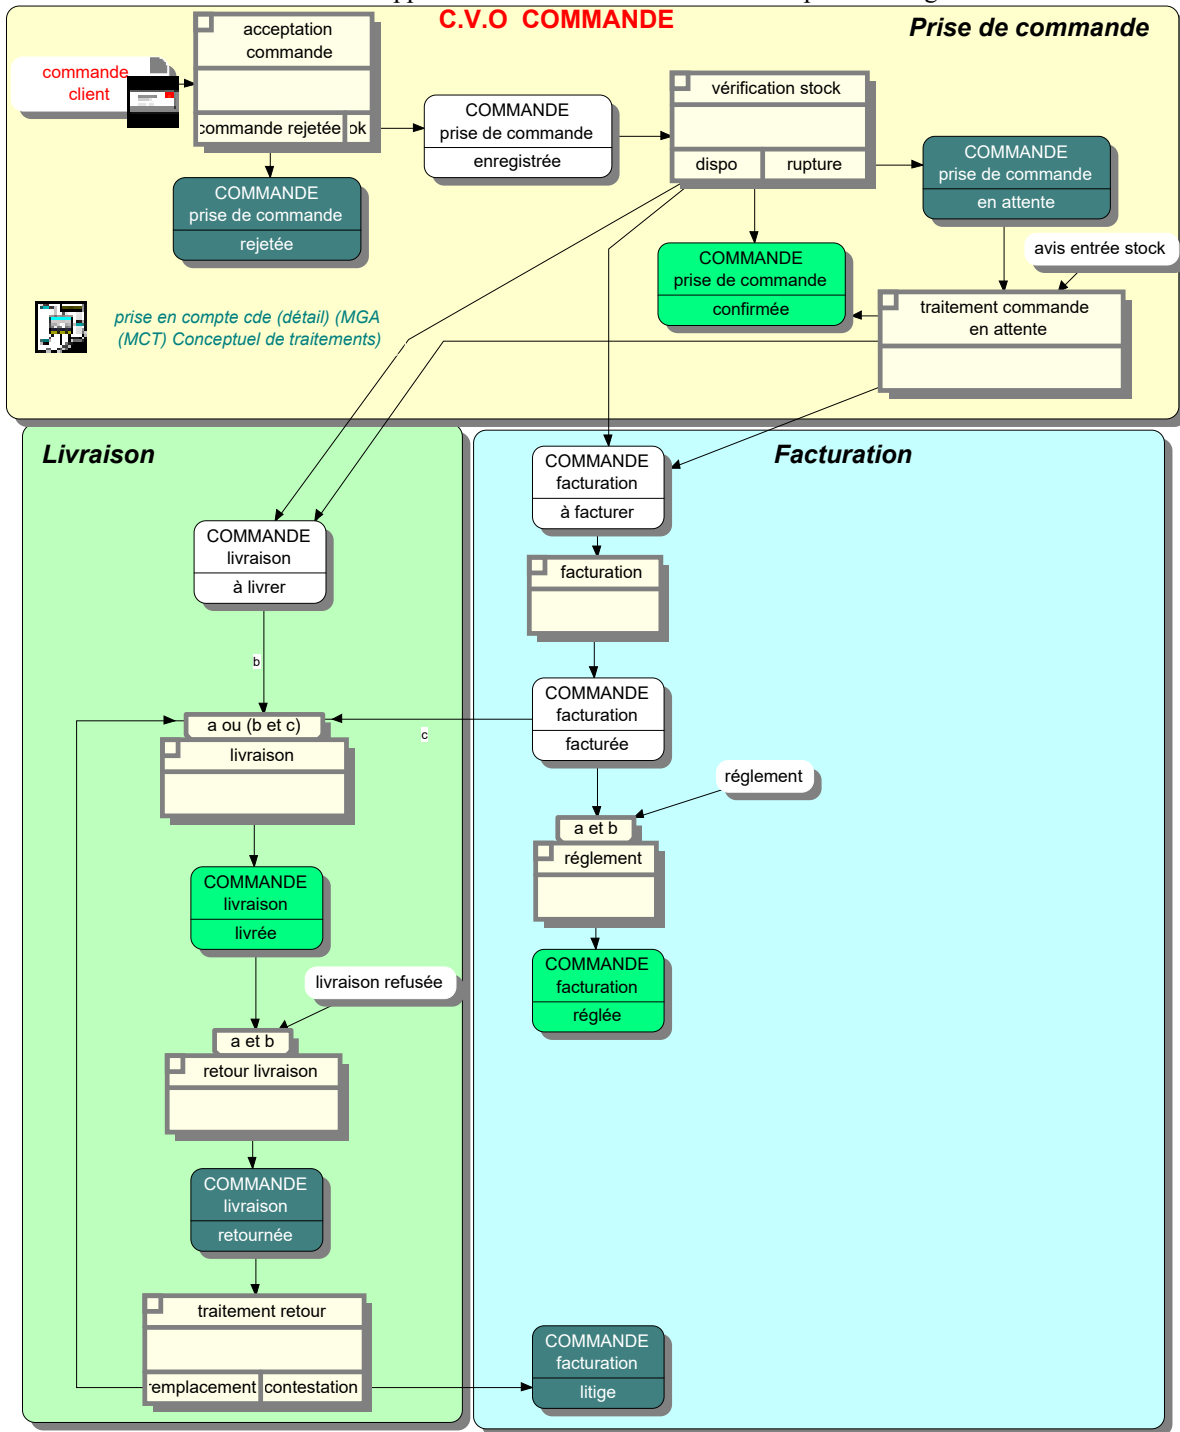 C.V.O COMMANDE
Prise de commande
acceptation
commande
commande
client
commande rejetée
ok
COMMANDE
prise de commande
enregistrée
vérification stock
dispo
rupture
COMMANDE
prise de commande
en attente
COMMANDE
prise de commande
rejetée
avis entrée stock
COMMANDE
prise de commande
confirmée
traitement commande
en attente
prise en compte cde (détail) (MGA
(MCT) Conceptuel de traitements)
Livraison
Facturation
COMMANDE
facturation
à facturer
COMMANDE
livraison
à livrer
facturation
b
COMMANDE
facturation
facturée
a ou (b et c)
c
livraison
réglement
a et b
réglement
COMMANDE
livraison
livrée
COMMANDE
facturation
réglée
livraison refusée
a et b
retour livraison
COMMANDE
livraison
retournée
traitement retour
emplacement
contestation
COMMANDE
facturation
litige